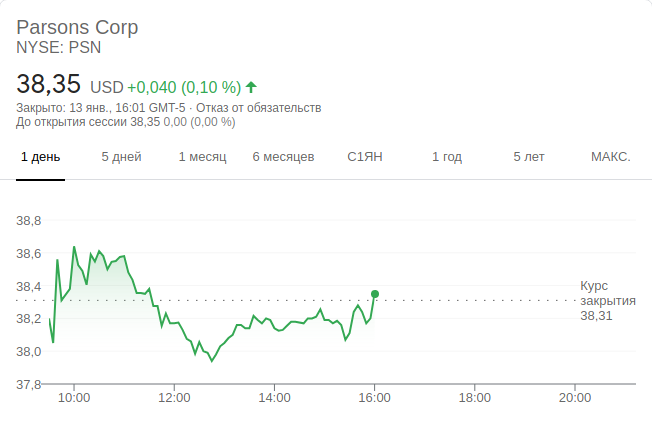 Parsons Corp
NYSE: PSN
38,35 USD +0,040 (0,10 %)
Закрыто: 13 янв., 16:01 GMT-5 · Отказ от обязательств
До открытия сессии 38,35 0,00 (0,00 %)
1 день 5 дней 1 месяц 6 месяцев С1ЯН 1 год 5 лет МАКС.
38,8
38,6
38,4
38,2
38,0
37,8
Курс
закрытия
38,31
10:00 12:00 14:00 16:00 18:00 20:00